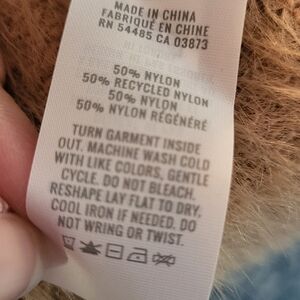 MADE IN CHINA
FABRIQUÉ EN CHINE
RN 54485 CA 03873
50% NYLON
50% RECYCLED NYLON
50% NYLON
50% NYLON RÉGÉNÉRÉ
TURN GARMENT INSIDE
OUT. MACHINE WASH COLD
WITH LIKE COLORS, GENTLE
CYCLE. DO NOT BLEACH.
RESHAPE LAY FLAT TO DRY.
COOL IRON IF NEEDED. DO
NOT WRING OR TWIST.